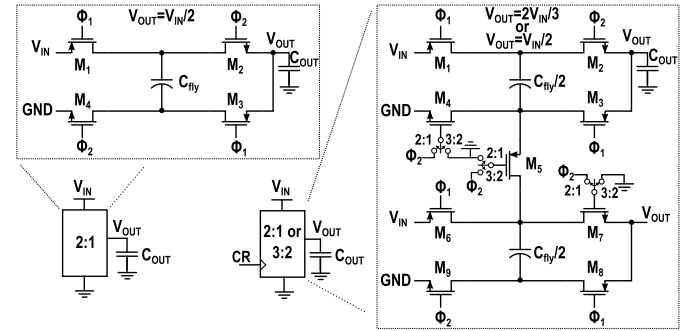 Φ1 VOUT=VIN/2 Φ2
VIN M1 M2 VOUT COUT
Cfly
GND M4 M3
Φ2 Φ1
VIN
2:1 VOUT COUT
VIN
CR 2:1 or 3:2 VOUT COUT
Φ1 VOUT=2VIN/3 Φ2
or
VOUT=VIN/2
VIN M1 M2 VOUT COUT
Cfly/2
GND M4 M3
2:1 3:2 Φ1
Φ2 2:1 M5
Φ2 3:2
Φ2 2:1 3:2
Φ1
VIN M6 M7 VOUT
Cfly/2
GND M9 M8
Φ2 Φ1